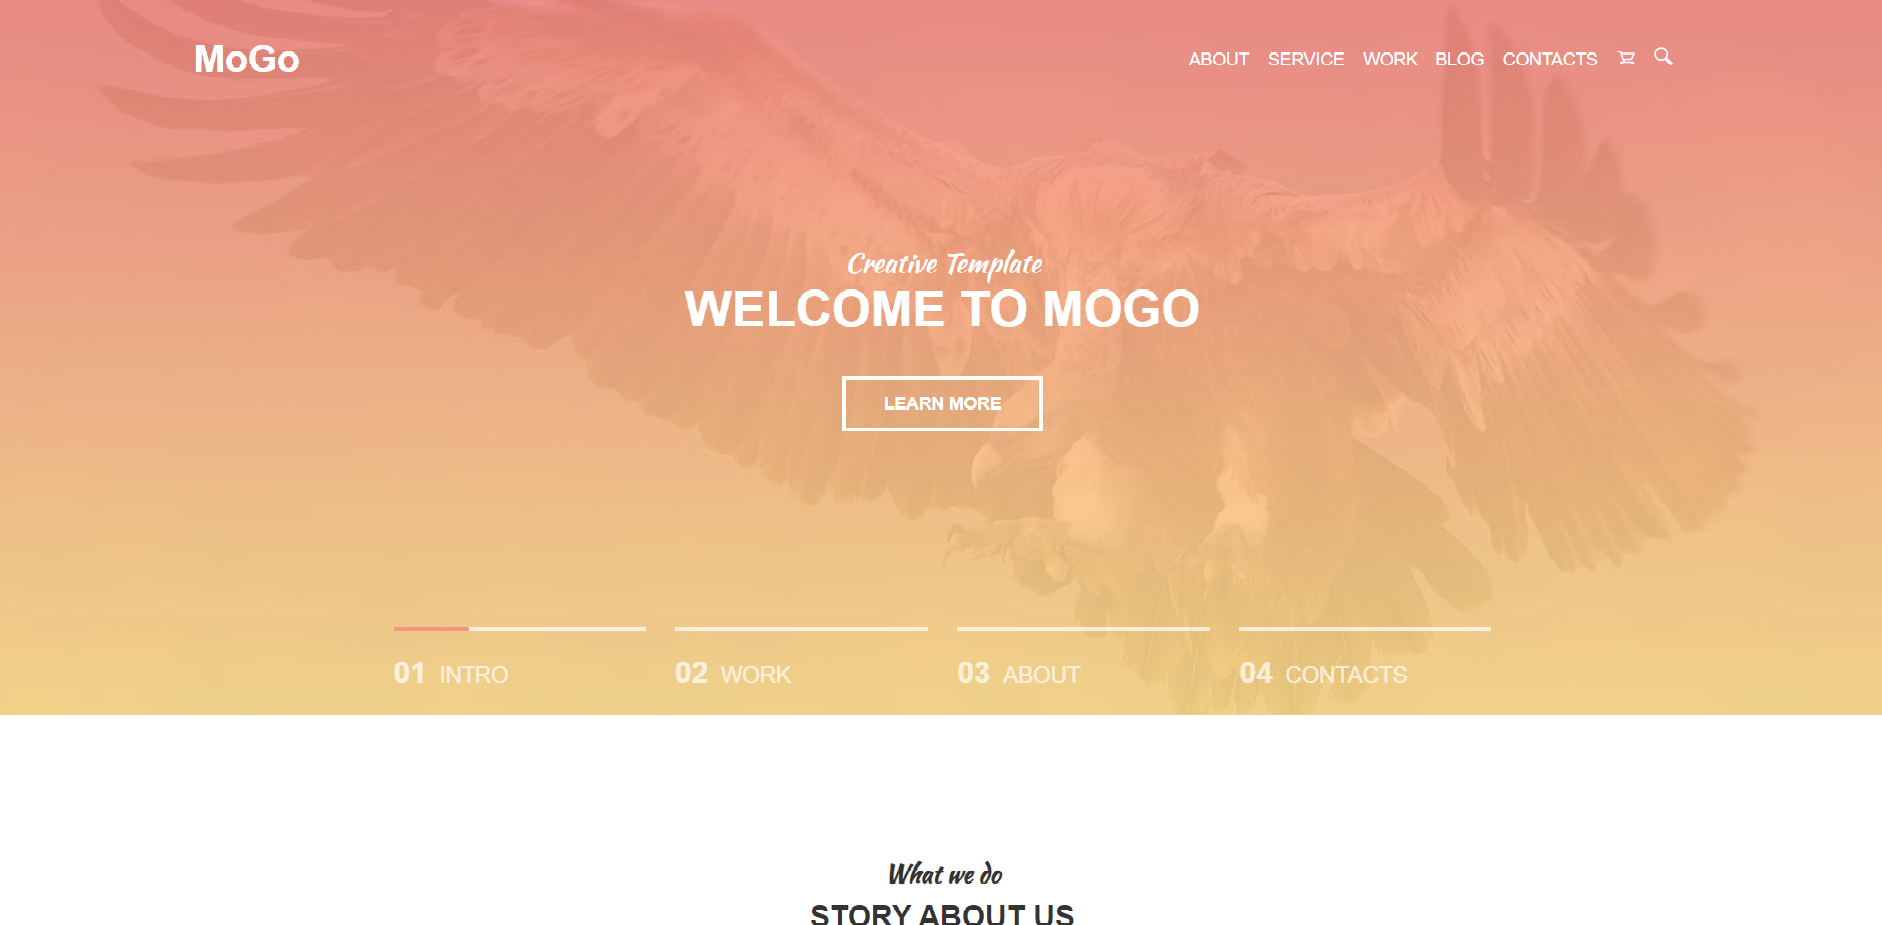 MoGo
ABOUT SERVICE WORK BLOG CONTACTS
Creative Template
WELCOME TO MOGO
LEARN MORE
01 INTRO
02 WORK
03 ABOUT
04 CONTACTS
What we do
STORY ABOUT US